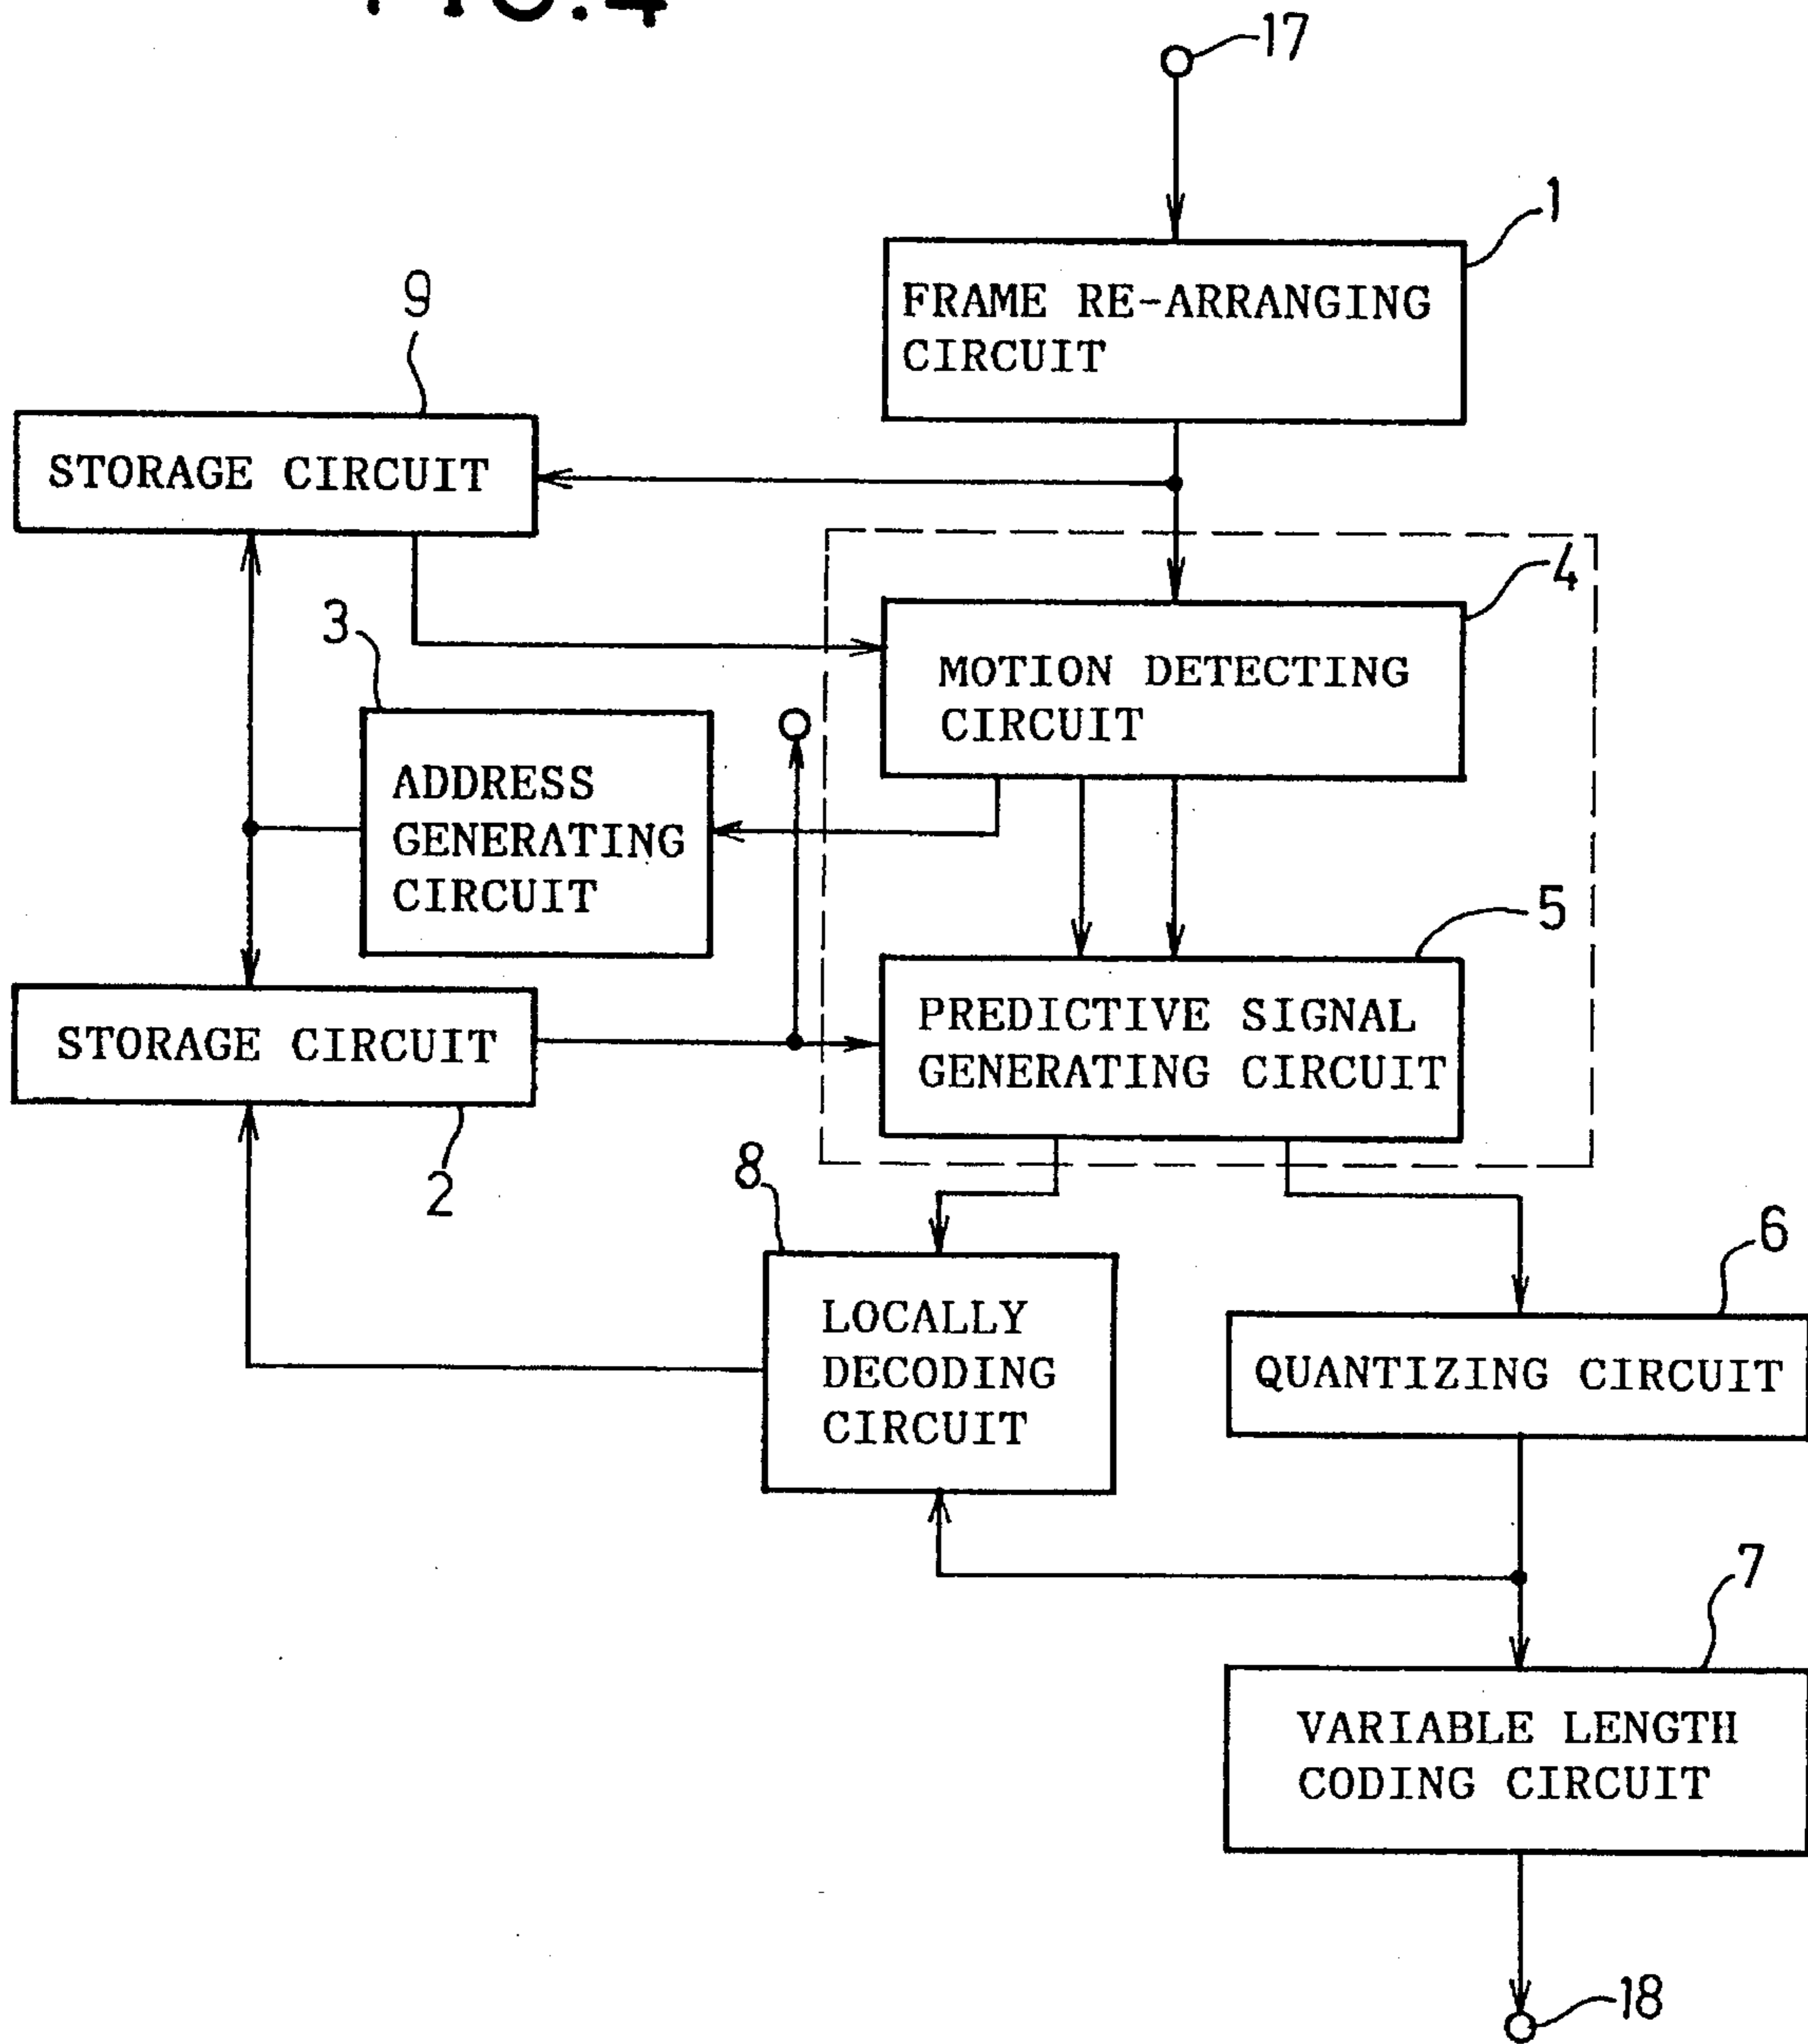 FIG.4
17
1
FRAME RE-ARRANGING
CIRCUIT
9
STORAGE CIRCUIT
4
3
MOTION DETECTING
CIRCUIT
ADDRESS
GENERATING
CIRCUIT
5
PREDICTIVE SIGNAL
GENERATING CIRCUIT
STORAGE CIRCUIT
2
8
6
LOCALLY
DECODING
CIRCUIT
QUANTIZING CIRCUIT
7
VARIABLE LENGTH
CODING CIRCUIT
18